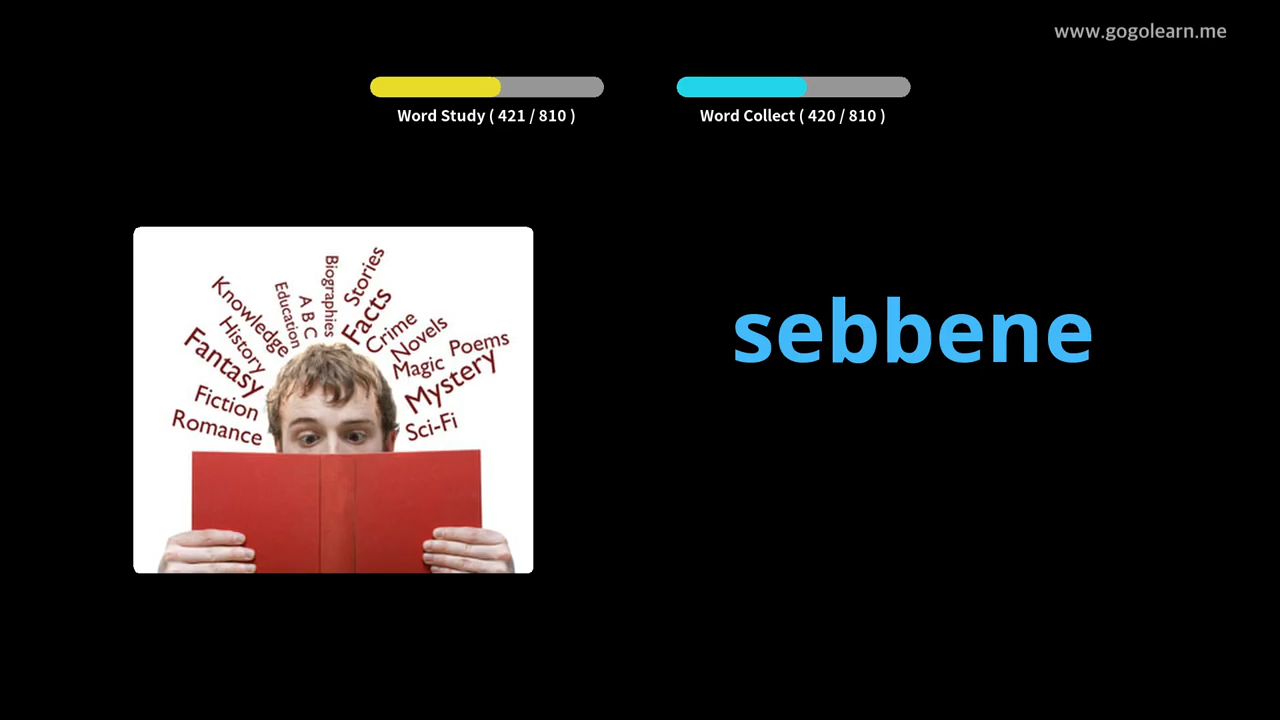 www.gogolearn.me
Word Study ( 421 / 810 )
Word Collect ( 420 / 810 )
Knowledge
Education
A B C
Biographies
Stories
Facts
Crime
Novels
Poems
History
Fantasy
Magic
Mystery
Fiction
Romance
Sci-Fi
sebbene